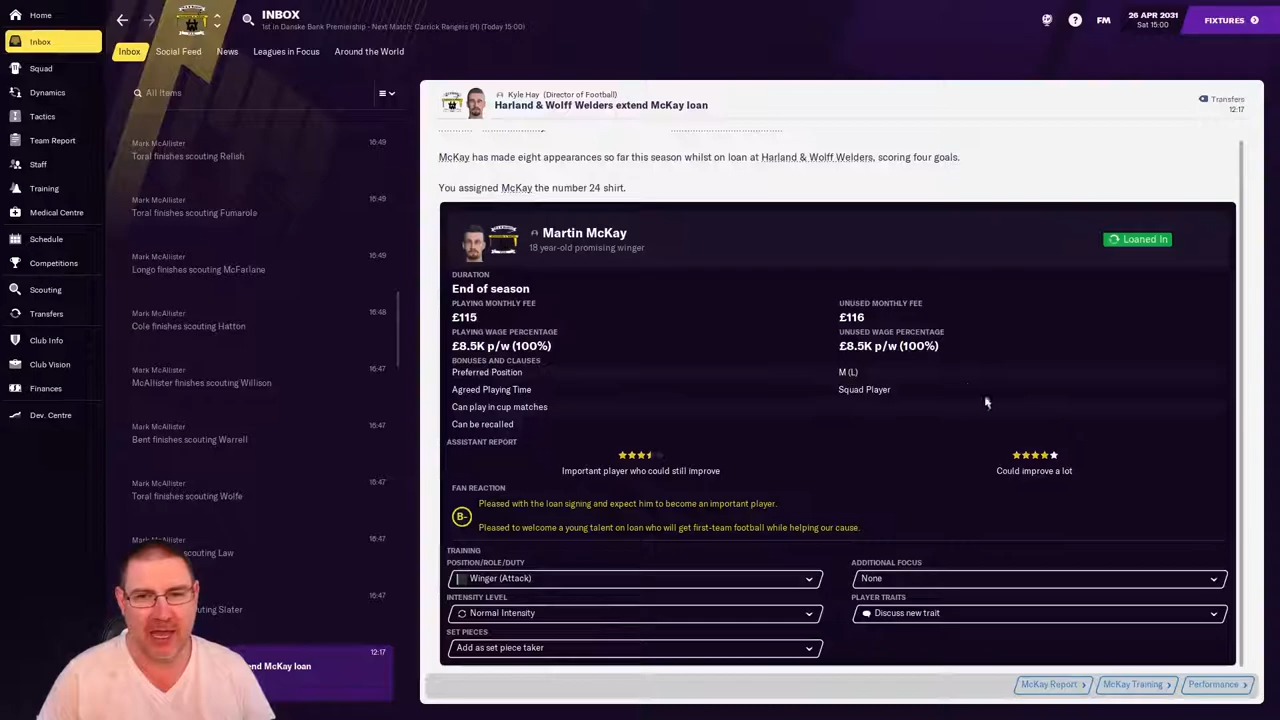 Home
Inbox
Squad
Dynamics
Tactics
Team Report
Staff
Training
Medical Centre
Schedule
Competitions
Scouting
Transfers
Club Info
Club Vision
Finances
Dev. Centre
INBOX
1st in Danske Bank Premiership - Next Match: Carrick Rangers (H) (Today 15:00)
? FM
26 APR 2031
Sat 15:00
FIXTURES
Inbox Social Feed News Leagues in Focus Around the World
All Items
Mark McAllister 16:49
Toral finishes scouting Relish
Mark McAllister 16:49
Toral finishes scouting Fumarola
Mark McAllister 16:49
Longo finishes scouting McFarlane
Mark McAllister 16:48
Cole finishes scouting Hatton
Mark McAllister 16:47
McAllister finishes scouting Willison
Mark McAllister 16:47
Bent finishes scouting Warrell
Mark McAllister 16:47
Toral finishes scouting Wolfe
Mark McAllister 16:47
scouting Law
16:47
Slater
12:17
McKay loan
Kyle Hay (Director of Football)
Harland & Wolff Welders extend McKay loan
Transfers
12:17
McKay has made eight appearances so far this season whilst on loan at Harland & Wolff Welders, scoring four goals.
You assigned McKay the number 24 shirt.
Martin McKay
18 year-old promising winger
Loaned In
DURATION
End of season
PLAYING MONTHLY FEE UNUSED MONTHLY FEE
£115 £116
PLAYING WAGE PERCENTAGE UNUSED WAGE PERCENTAGE
£8.5K p/w (100%) £8.5K p/w (100%)
BONUSES AND CLAUSES
Preferred Position M (L)
Agreed Playing Time Squad Player
Can play in cup matches
Can be recalled
ASSISTANT REPORT
Important player who could still improve Could improve a lot
FAN REACTION
B-
Pleased with the loan signing and expect him to become an important player.
Pleased to welcome a young talent on loan who will get first-team football while helping our cause.
TRAINING
POSITION/ROLE/DUTY ADDITIONAL FOCUS
Winger (Attack) None
INTENSITY LEVEL PLAYER TRAITS
Normal Intensity Discuss new trait
SET PIECES
Add as set piece taker
McKay Report McKay Training Performance